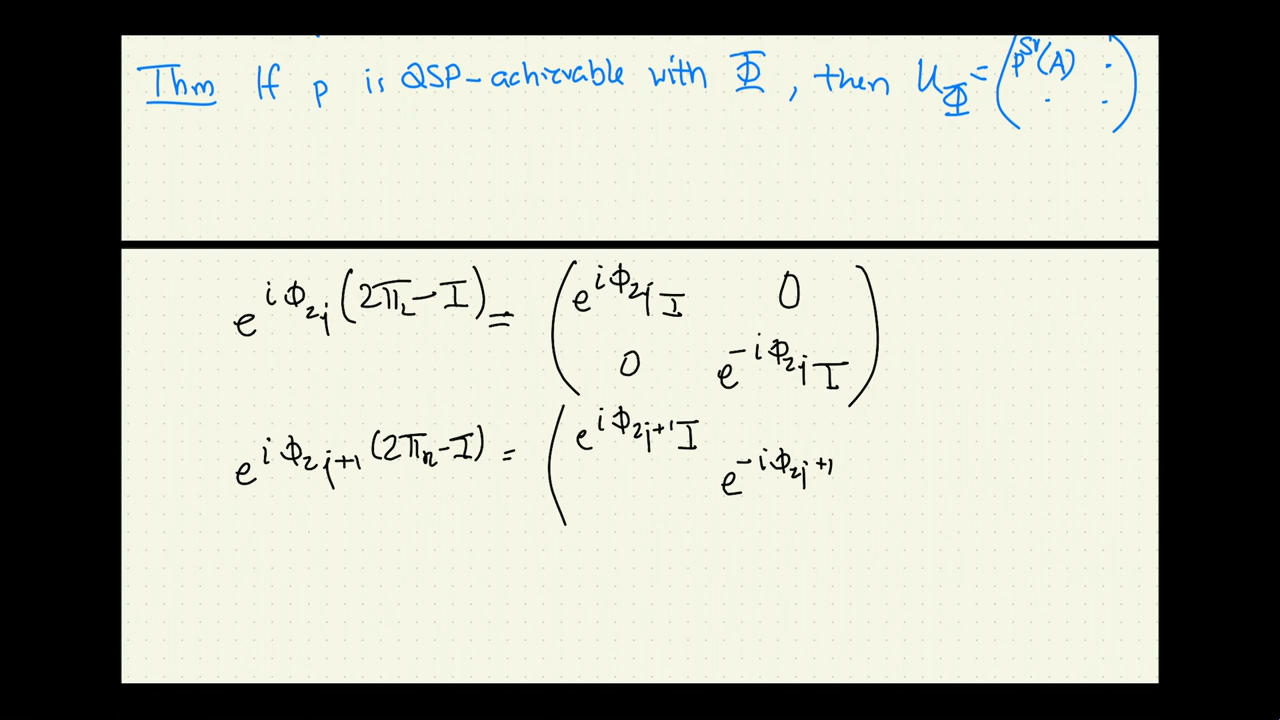 Thm If p is QSP-achievable with Φ, then U_Φ = (p^{SV}(A) · · ·)
e^{iϕ_{2j}(2Π_r − I)} = (e^{iϕ_{2j}} I 0
0 e^{−iϕ_{2j}} I)
e^{iϕ_{2j+1}(2Π_n − I)} = (e^{iϕ_{2j+1}} I
e^{−iϕ_{2j+1}}